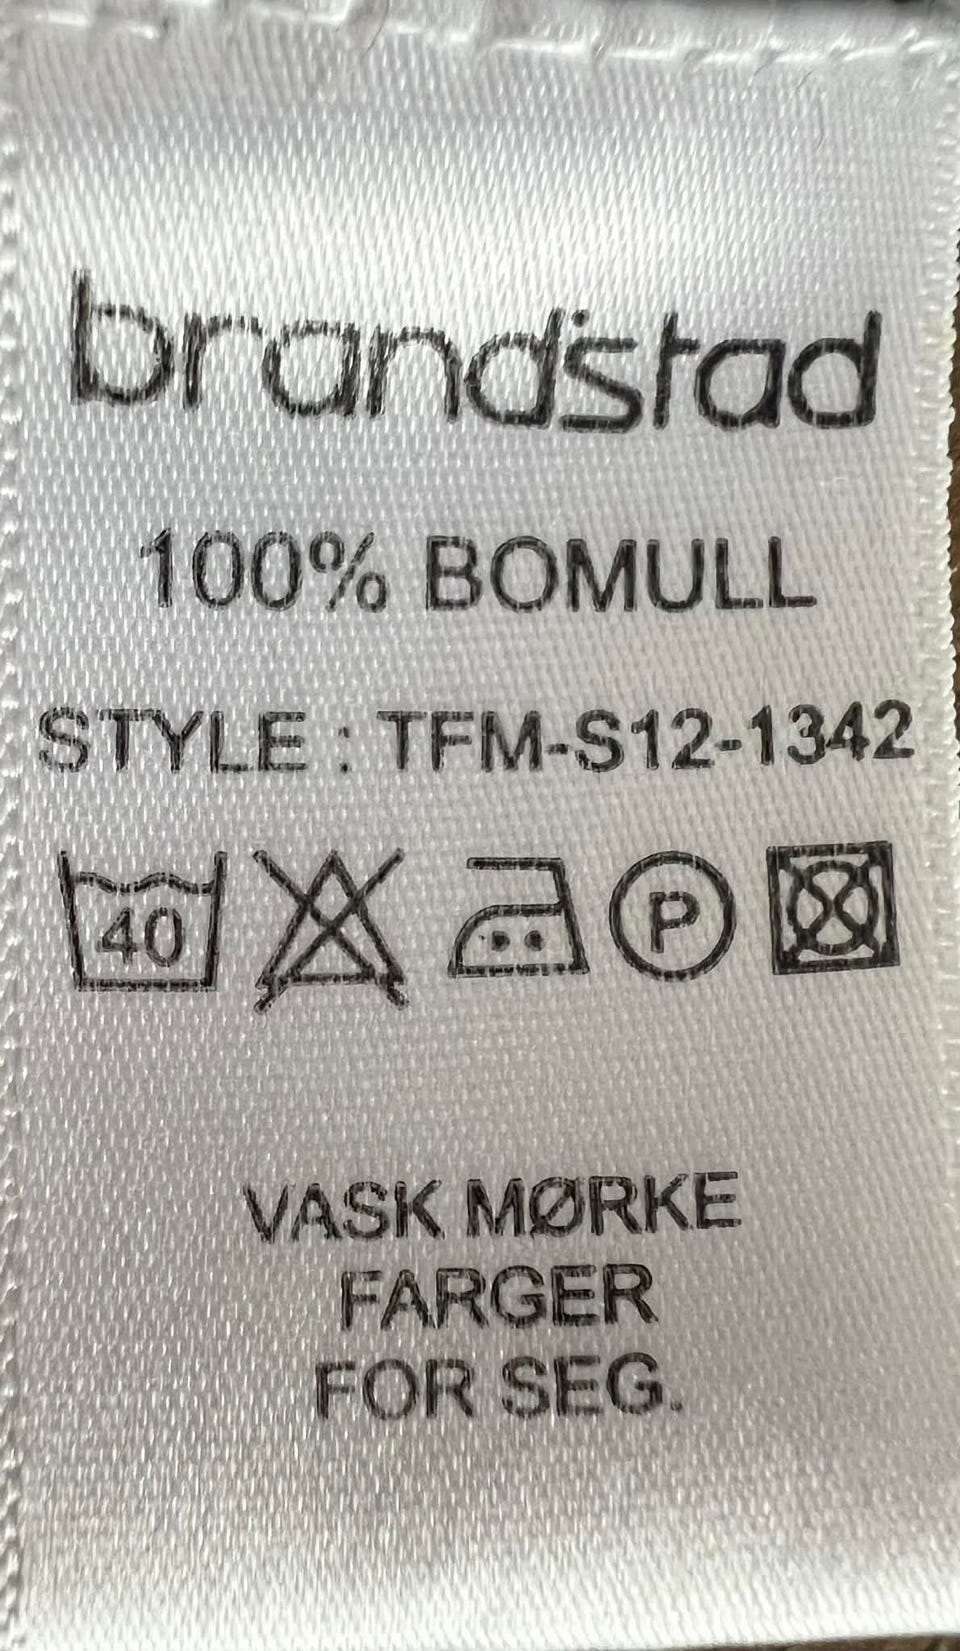 brandstad
100% BOMULL
STYLE : TFM-S12-1342
40 P
VASK MØRKE
FARGER
FOR SEG.